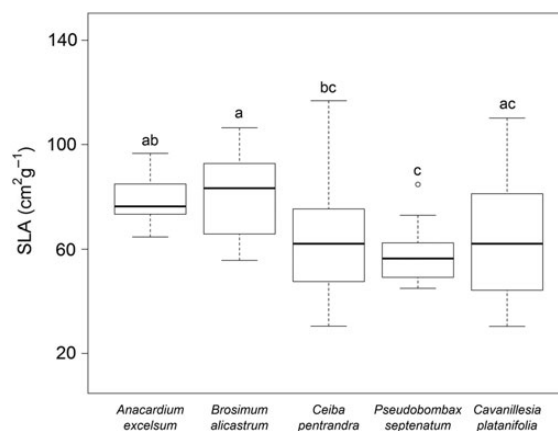 140
100
60
20
SLA (cm²g⁻¹)
ab
a
bc
c
ac
Anacardium
excelsum
Brosimum
alicastrum
Ceiba
pentrandra
Pseudobombax
septenatum
Cavanillesia
platanifolia